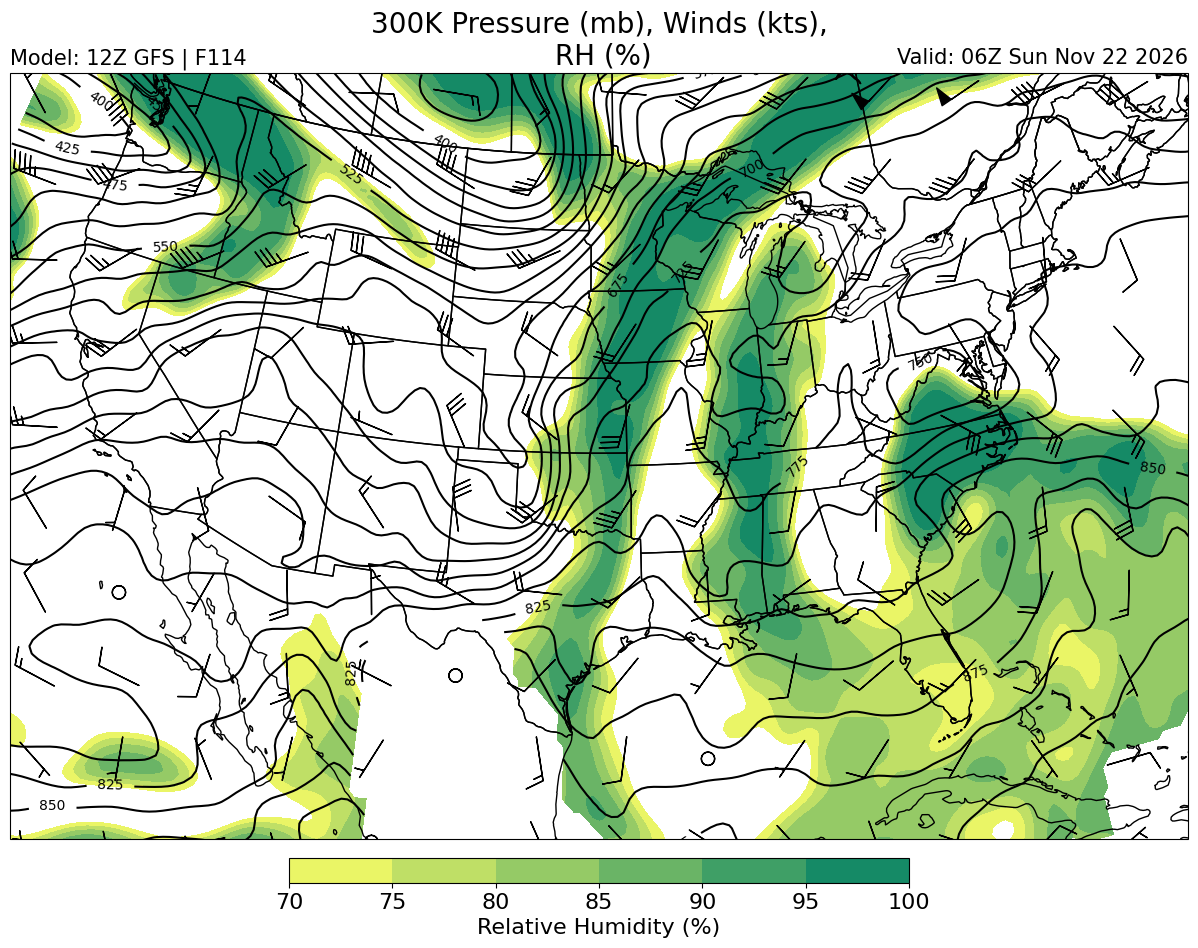 300K Pressure (mb), Winds (kts),
RH (%)
Model: 12Z GFS | F114
Valid: 06Z Sun Nov 22 2026
400
425
475
400
525
550
700
675
725
750
775
850
825
825
875
825
850
70 75 80 85 90 95 100
Relative Humidity (%)